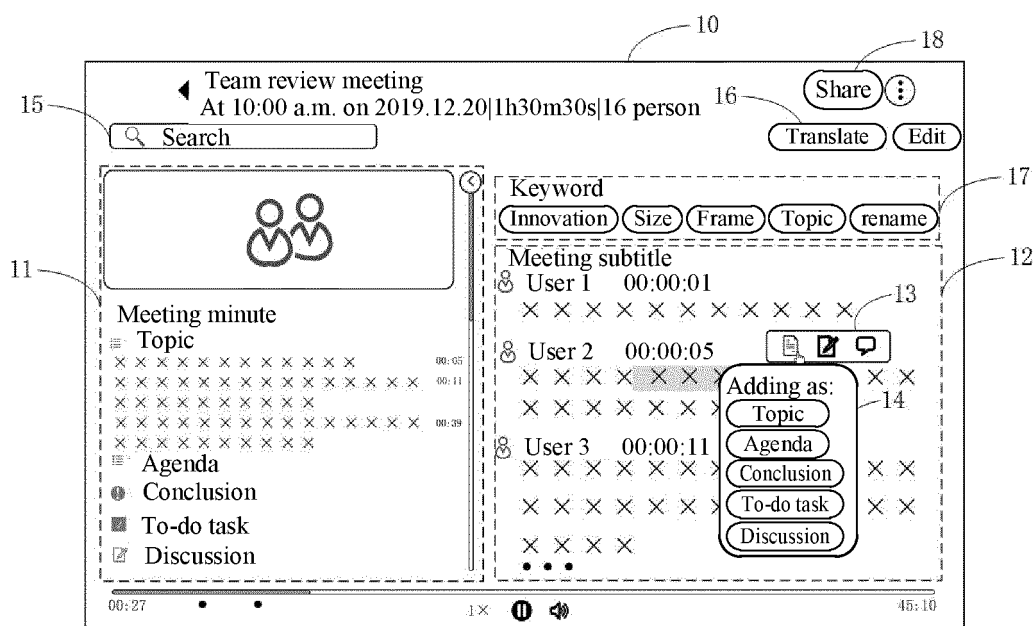 10
18
Team review meeting
At 10:00 a.m. on 2019.12.20|1h30m30s|16 person
Share
15
16
Search
Translate
Edit
17
Keyword
Innovation Size Frame Topic rename
12
Meeting subtitle
User 1 00:00:01
× × × × × × × × × × ×
13
11
Meeting minute
Topic
× × × × × × × × × × × × 00:05
× × × × × × × × × × × × × × × 00:11
× × × × × × × × × ×
× × × × × × × × × × × × × × × 00:39
× × × × × × × × × ×
Agenda
Conclusion
To-do task
Discussion
User 2 00:00:05
× × × × × × × × ×
× × × × × × ×
14
Adding as:
Topic
Agenda
Conclusion
To-do task
Discussion
User 3 00:00:11
× × × × × × × × ×
× × × × × × × × ×
× × × ×
00:27
1×
45:10